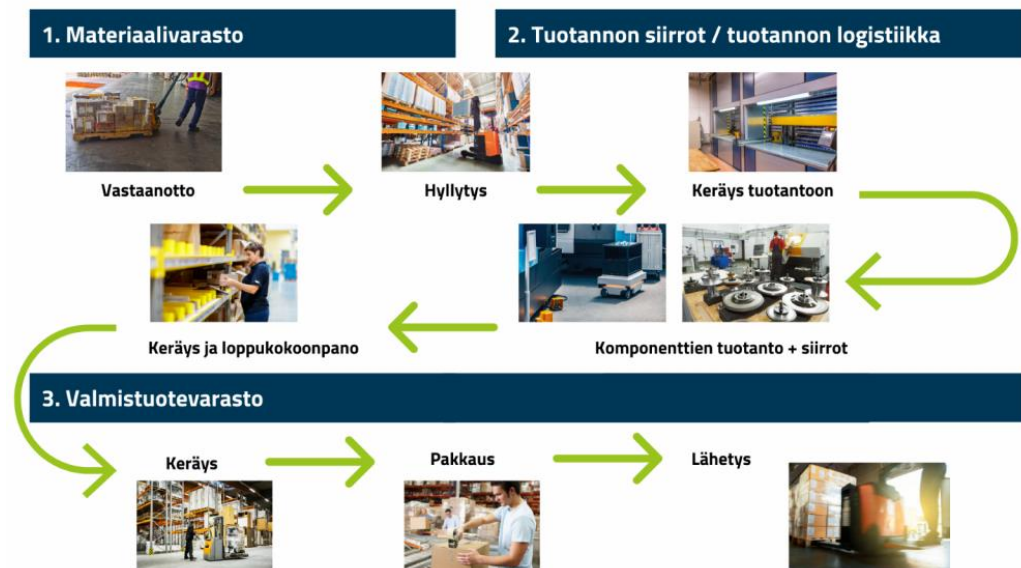 1. Materiaalivarasto
2. Tuotannon siirrot / tuotannon logistiikka
Vastaanotto
Hyllytys
Keräys tuotantoon
Keräys ja loppukokoonpano
Komponenttien tuotanto + siirrot
3. Valmistuotevarasto
Keräys
Pakkaus
Lähetys